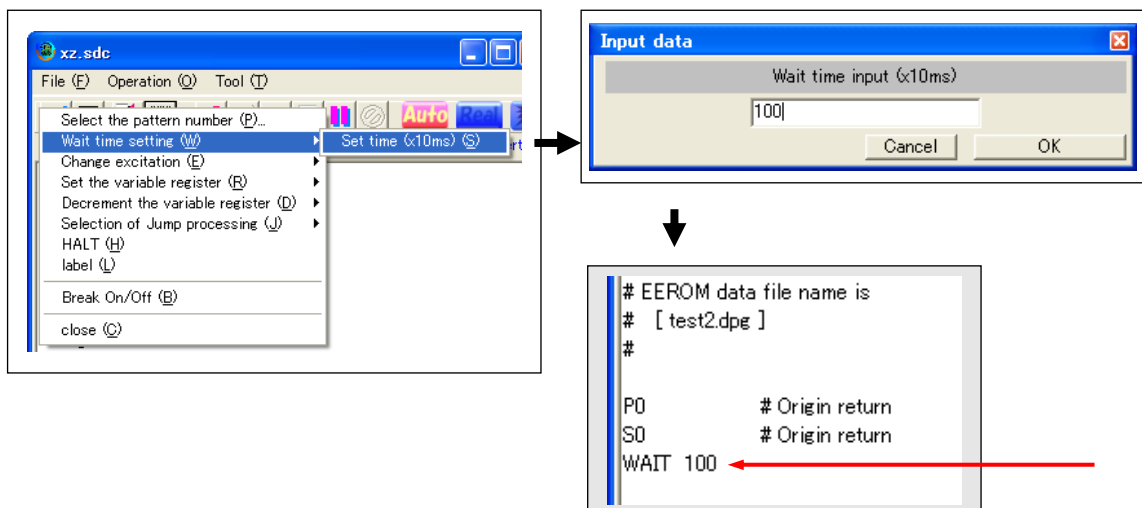 xz.sdc
File (F) Operation (O) Tool (T)
Auto Real
Select the pattern number (P)...
Wait time setting (W)
Set time (x10ms) (S)
Change excitation (E)
Set the variable register (R)
Decrement the variable register (D)
Selection of Jump processing (J)
HALT (H)
label (L)
Break On/Off (B)
close (C)
Input data
Wait time input (x10ms)
100
Cancel OK
# EEROM data file name is
# [ test2.dpg ]
#
P0 # Origin return
S0 # Origin return
WAIT 100